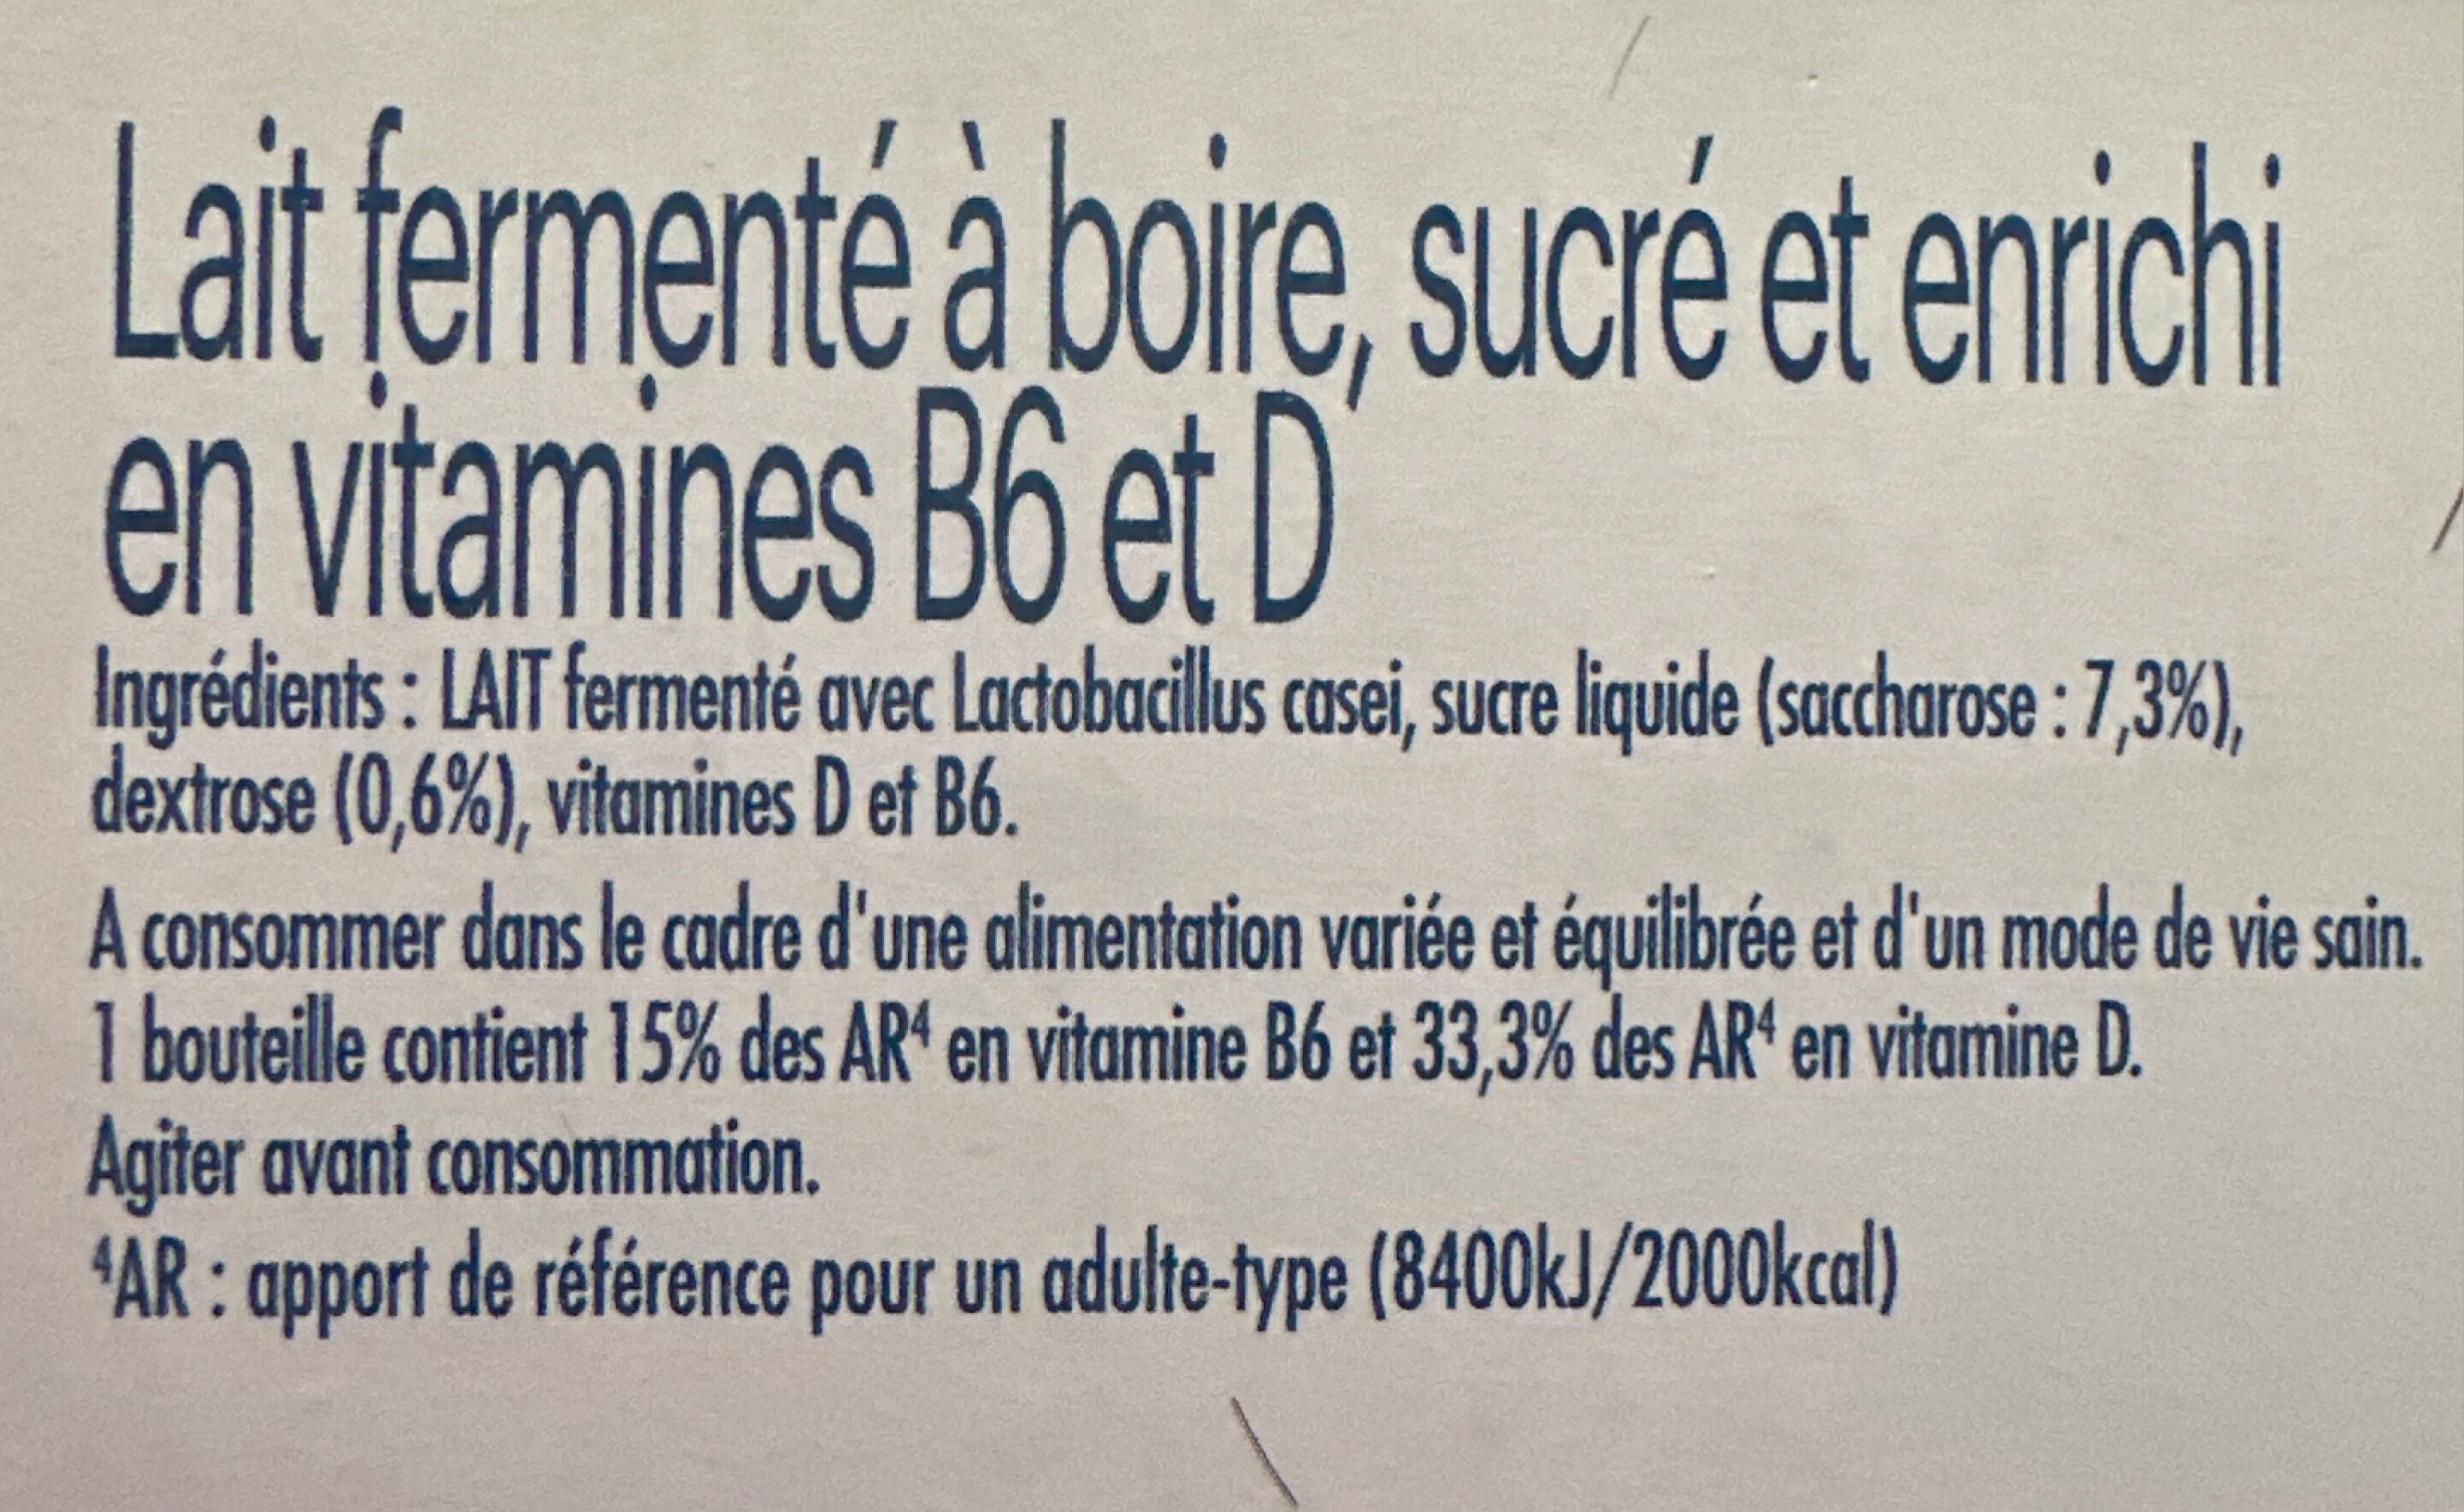 Lait fermenté à boire, sucré et enrichi
en vitamines B6 et D
Ingrédients : LAIT fermenté avec Lactobacillus casei, sucre liquide (saccharose : 7,3%),
dextrose (0,6%), vitamines D et B6.
A consommer dans le cadre d'une alimentation variée et équilibrée et d'un mode de vie sain.
1 bouteille contient 15% des AR⁴ en vitamine B6 et 33,3% des AR⁴ en vitamine D.
Agiter avant consommation.
⁴AR : apport de référence pour un adulte-type (8400kJ/2000kcal)